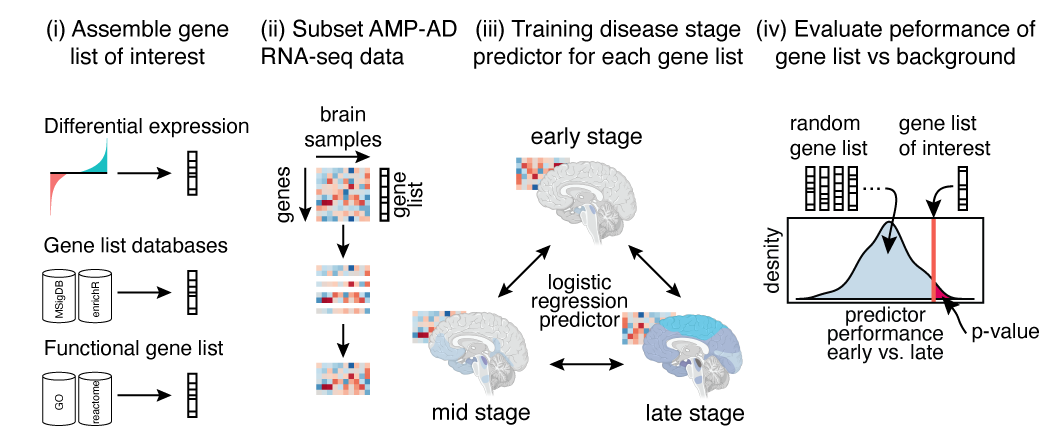 (i) Assemble gene
list of interest
(ii) Subset AMP-AD
RNA-seq data
(iii) Training disease stage
predictor for each gene list
(iv) Evaluate peformance of
gene list vs background
Differential expression
Gene list databases
MSigDB
enrichR
Functional gene list
GO
reactome
brain
samples
genes
gene
list
early stage
logistic
regression
predictor
mid stage
late stage
random
gene list
gene list
of interest
....
desnity
predictor
performance
early vs. late
p-value